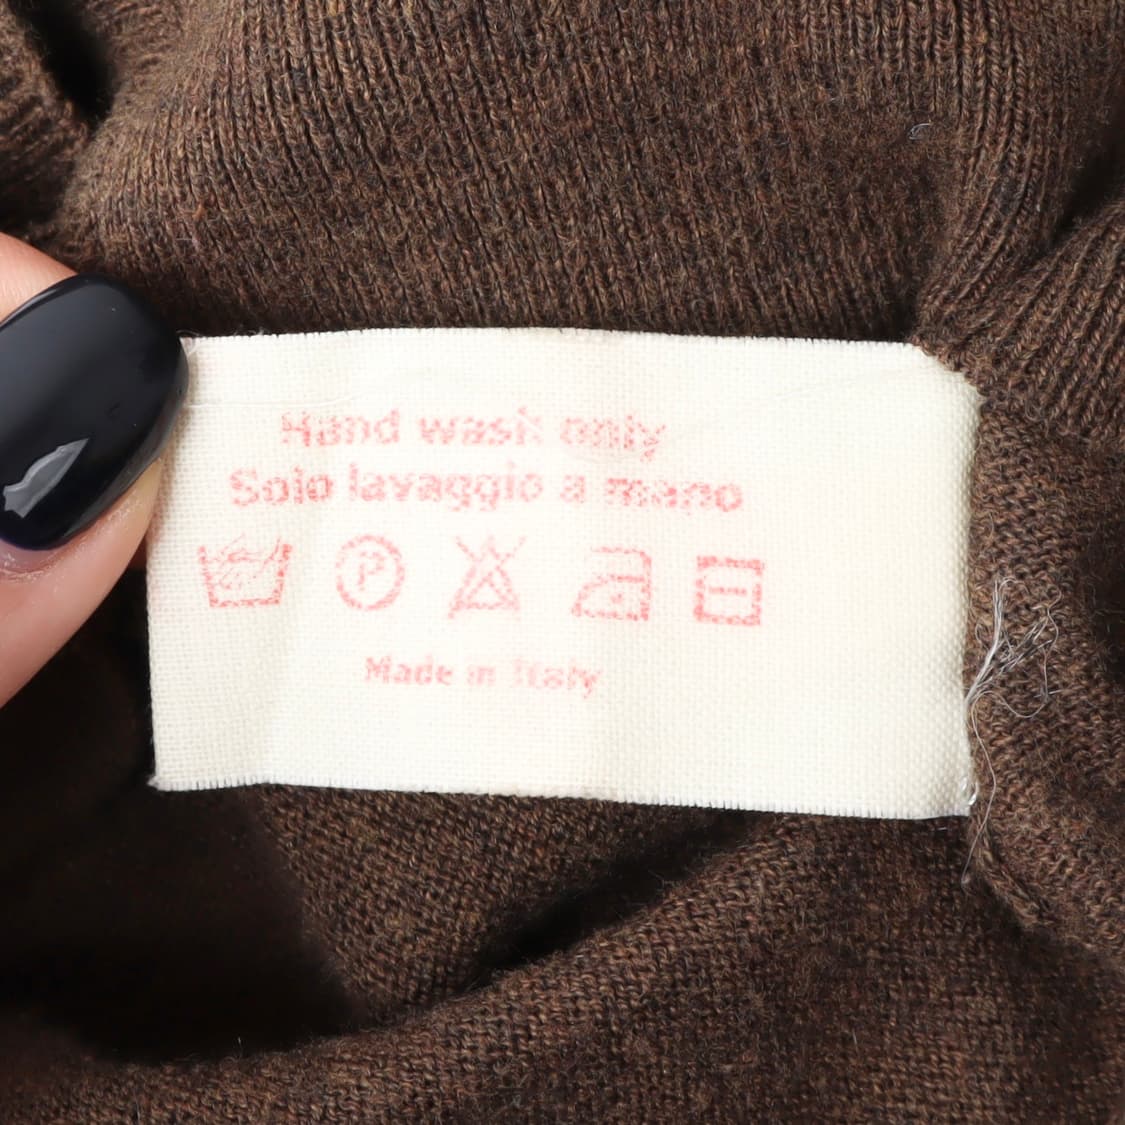 Hand wash only
Solo lavaggio a mano
P
Made in Italy